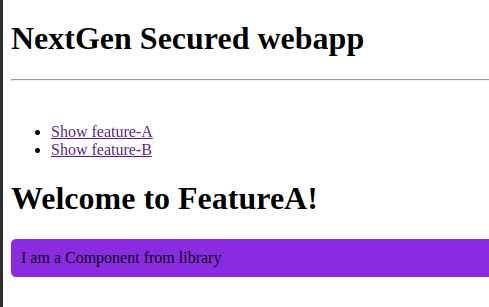 NextGen Secured webapp
Show feature-A
Show feature-B
Welcome to FeatureA!
I am a Component from library